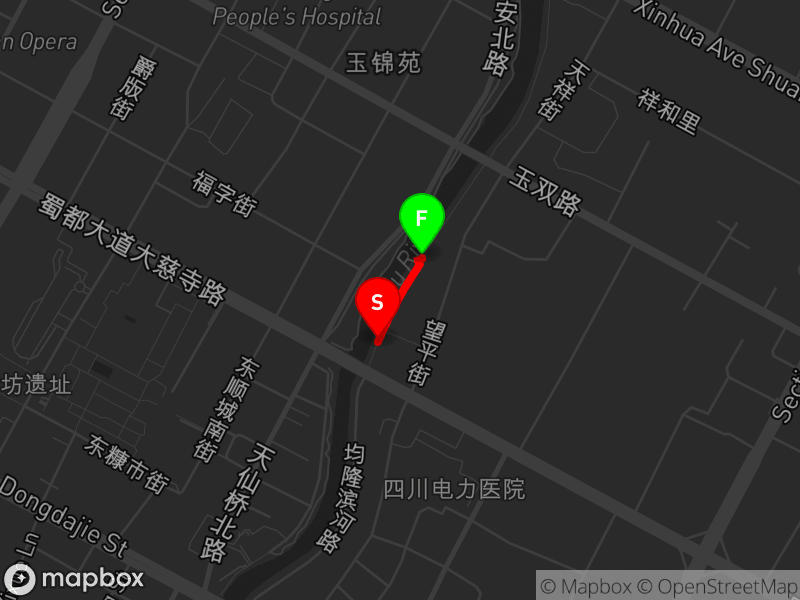 People's Hospital
an Opera
安北路
Xinhua Ave Shua
玉锦苑
爵版街
天祥街
祥和里
福字街
玉双路
蜀都大道大慈寺路
F
S
望平街
东顺城南街
坊遗址
Secti
东糠市街
天仙桥北路
均隆滨河路
四川电力医院
Dongdajie St
Ln
mapbox
© Mapbox © OpenStreetMap